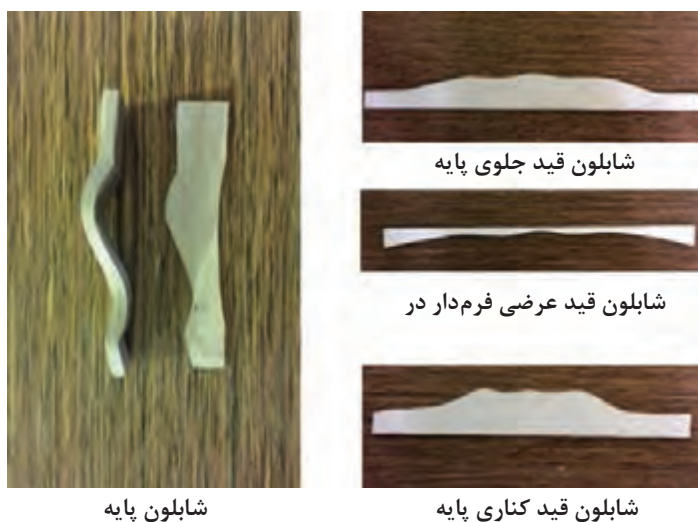 شابلون قید جلوی پایه
شابلون قید عرضی فرم‌دار در
شابلون قید کناری پایه
شابلون پایه